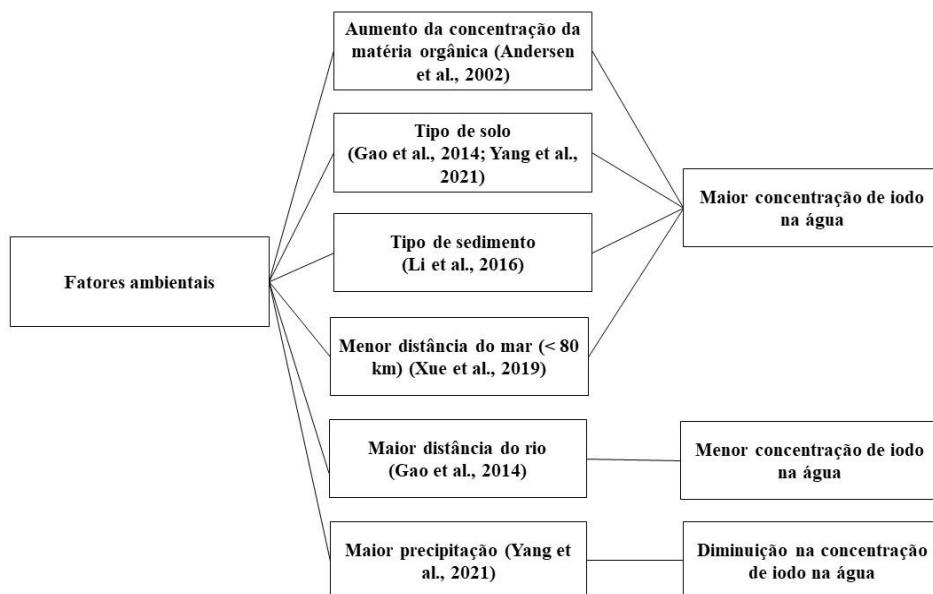 Aumento da concentração da
matéria orgânica (Andersen
et al., 2002)
Tipo de solo
(Gao et al., 2014; Yang et al.,
2021)
Maior concentração de iodo
na água
Tipo de sedimento
(Li et al., 2016)
Fatores ambientais
Menor distância do mar (< 80
km) (Xue et al., 2019)
Maior distância do rio
(Gao et al., 2014)
Menor concentração de iodo
na água
Maior precipitação (Yang et
al., 2021)
Diminuição na concentração
de iodo na água